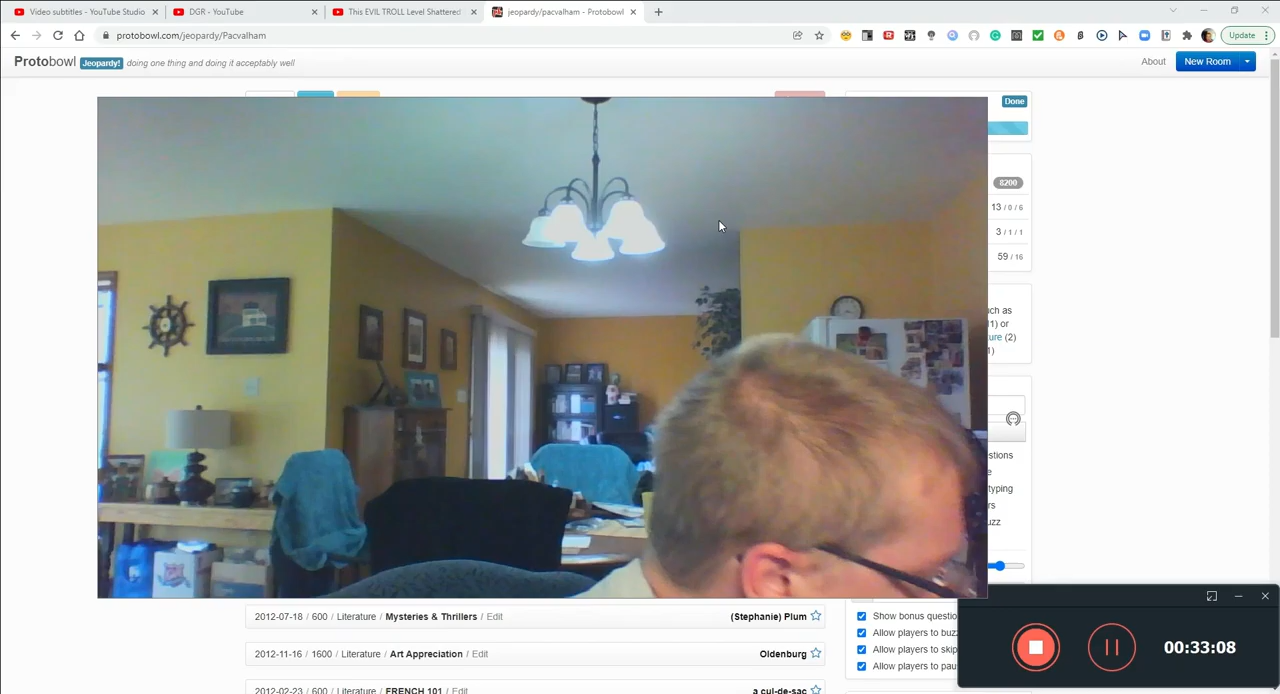 Video subtitles - YouTube Studio
DGR - YouTube
This EVIL TROLL Level Shattered
jeopardy/pacvalham - Protobowl
protobowl.com/jeopardy/Pacvalham
Update
Protobowl Jeopardy! doing one thing and doing it acceptably well
About
New Room
Done
8200
13 / 0 / 6
3 / 1 / 1
59 / 16
such as
11) or
ure (2)
1)
stions
e
typing
rs
uzz
2012-07-18 / 600 / Literature / Mysteries & Thrillers / Edit
(Stephanie) Plum
2012-11-16 / 1600 / Literature / Art Appreciation / Edit
Oldenburg
2012-02-23 / 600 / Literature / FRENCH 101 / Edit
a cul-de-sac
Show bonus questio
Allow players to buzz
Allow players to skip
Allow players to pau
00:33:08